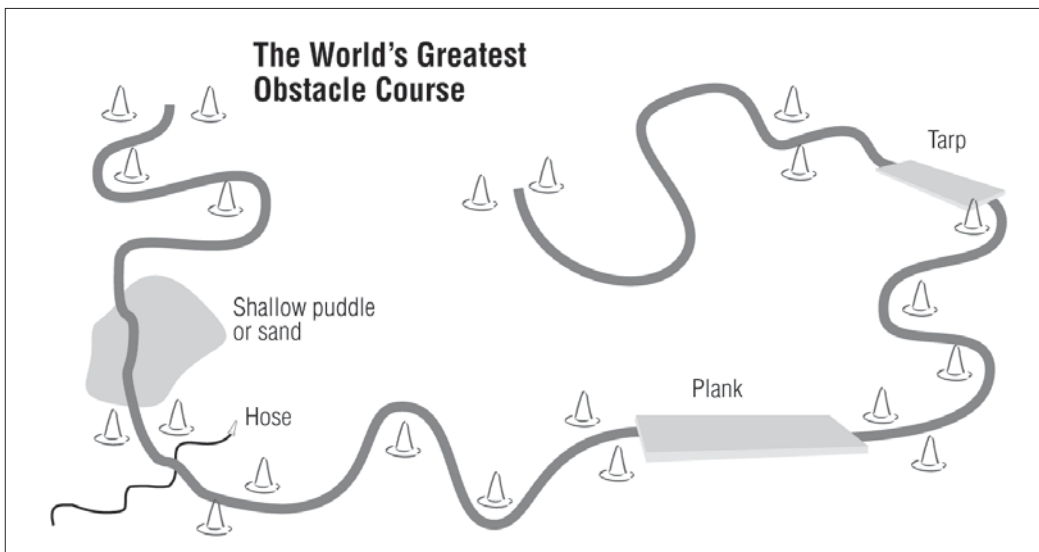 The World's Greatest
Obstacle Course
Tarp
Shallow puddle
or sand
Plank
Hose